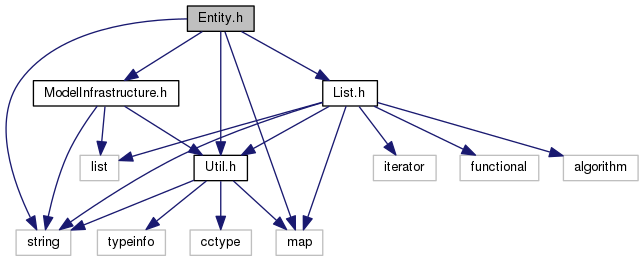 Entity.h
ModelInfrastructure.h
List.h
list
Util.h
iterator
functional
algorithm
string
typeinfo
cctype
map